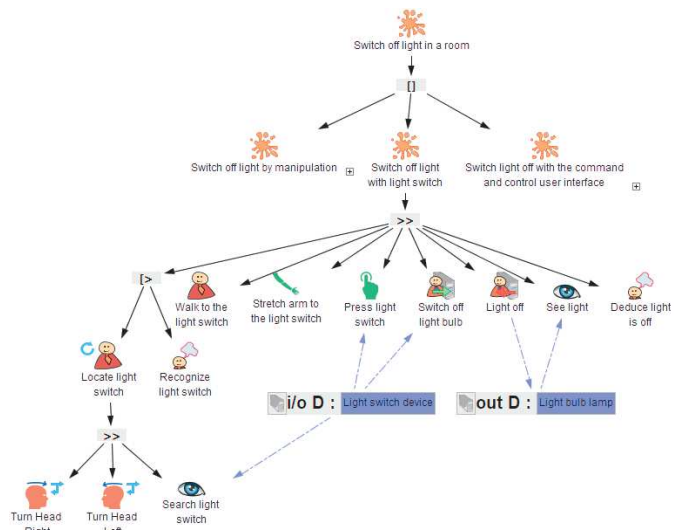 Switch off light in a room
[]
Switch off light by manipulation
Switch off light
with light switch
Switch light off with the command
and control user interface
>>
[>
Walk to the
light switch
Stretch arm to
the light switch
Press light
switch
Switch off
light bulb
Light off
See light
Deduce light
is off
Locate light
switch
Recognize
light switch
i/o D : Light switch device
out D : Light bulb lamp
>>
Turn Head
Right
Turn Head
Left
Search light
switch